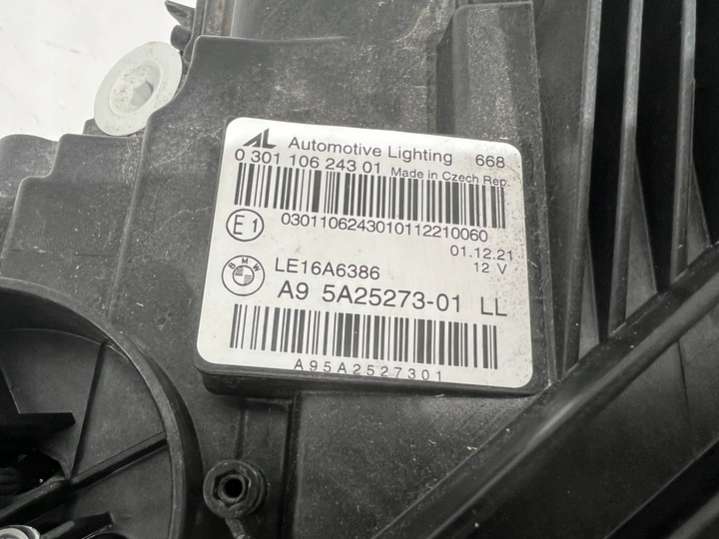 AL Automotive Lighting 668
0 301 106 243 01 Made in Czech Rep.
0301106243010112210060
E1
01.12.21
12 V
BMW
LE16A6386
A9 5A25273-01 LL
A95A2527301